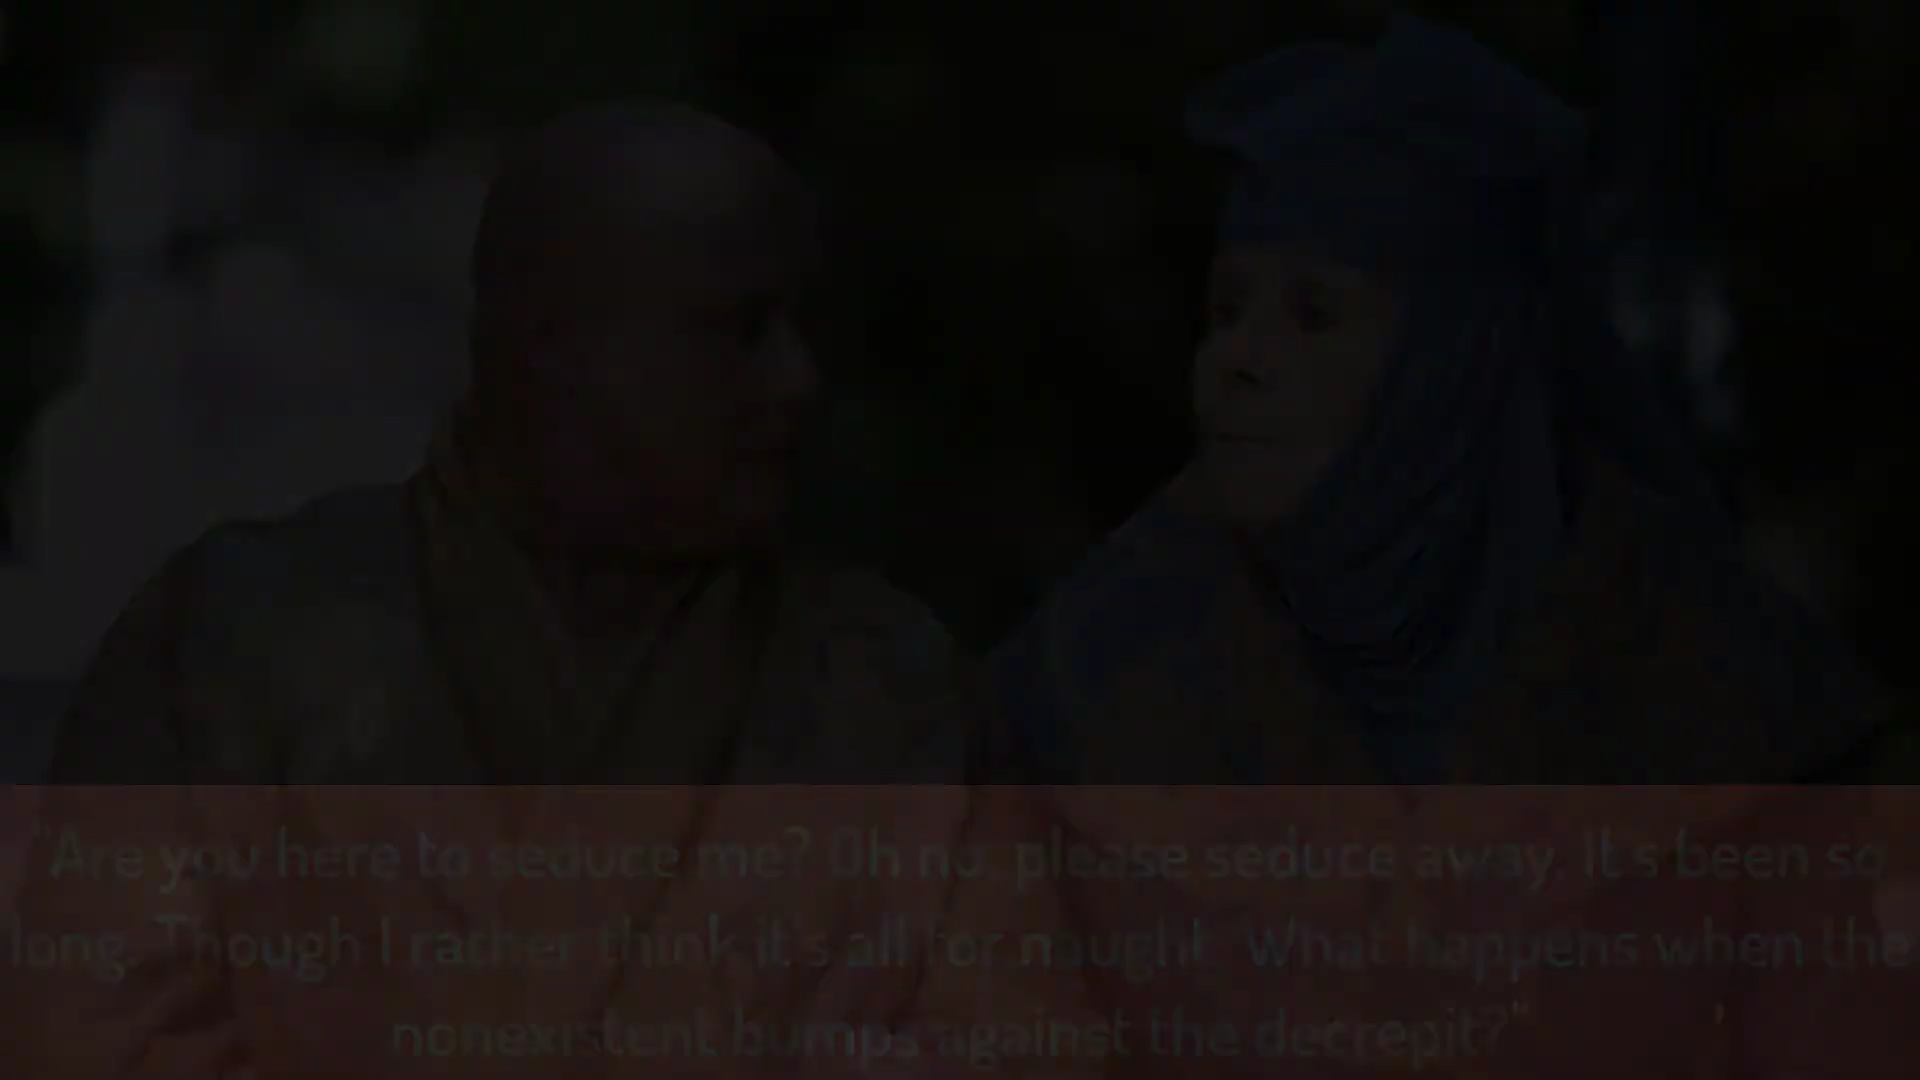 "Are you here to seduce me? Oh no, please seduce away. It's been so
long. Though I rather think it's all for naught. What happens when the
nonexistent bumps against the decrepit?"